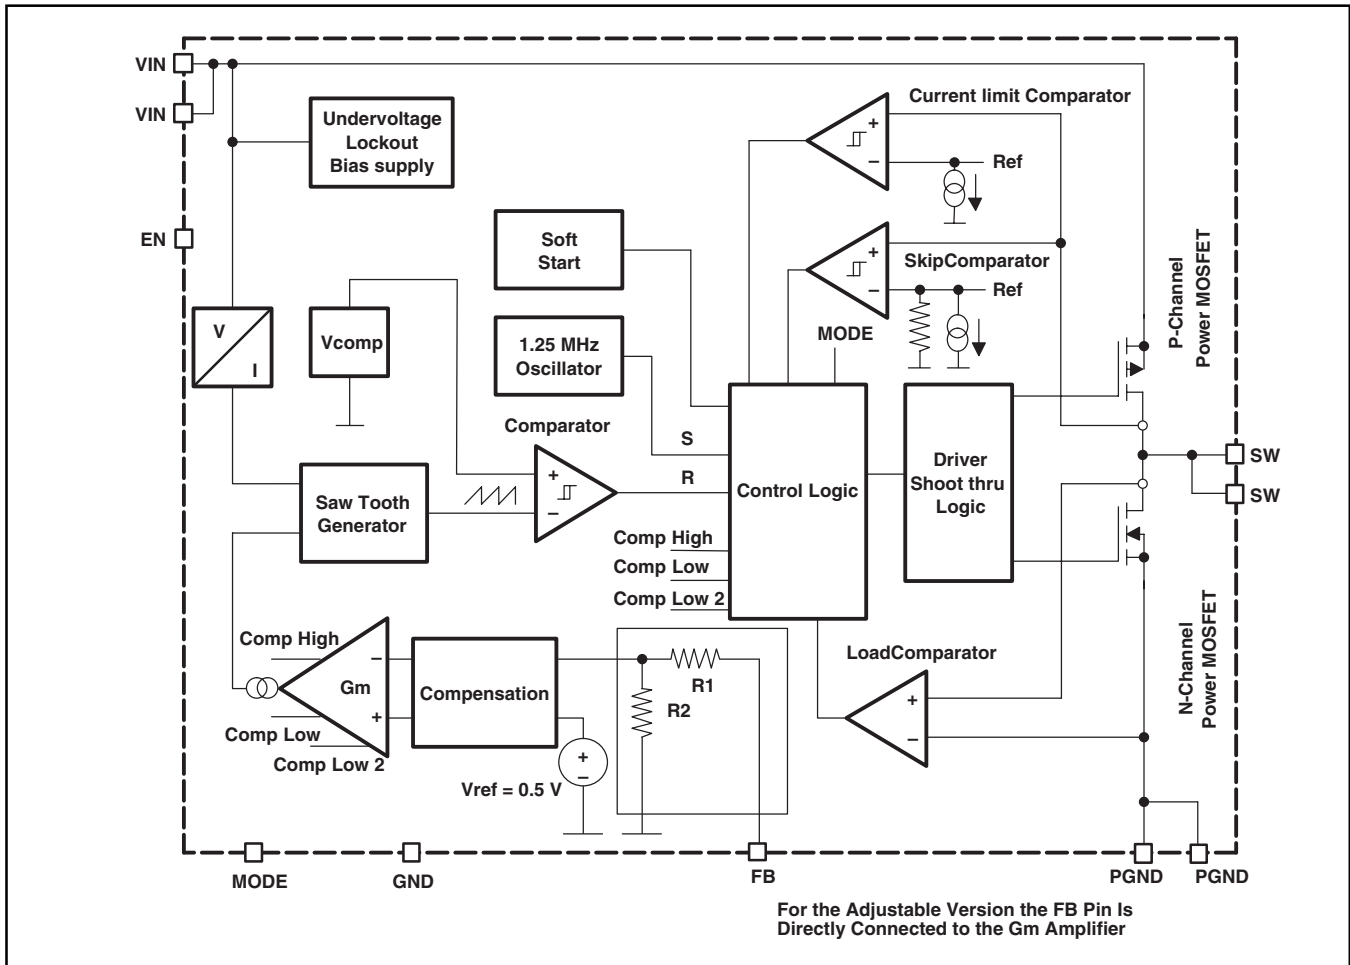 VIN
VIN
EN
Undervoltage
Lockout
Bias supply
Current limit Comparator
+
−
Ref
Soft
Start
SkipComparator
+
−
Ref
P-Channel
Power MOSFET
V
I
Vcomp
1.25 MHz
Oscillator
MODE
Comparator
+
−
S
R
Saw Tooth
Generator
Control Logic
Driver
Shoot thru
Logic
SW
SW
Comp High
Comp Low
Comp Low 2
Comp High
Gm
−
+
Comp Low
Comp Low 2
Compensation
R1
R2
+
−
Vref = 0.5 V
LoadComparator
+
−
N-Channel
Power MOSFET
MODE
GND
FB
PGND
PGND
For the Adjustable Version the FB Pin Is
Directly Connected to the Gm Amplifier